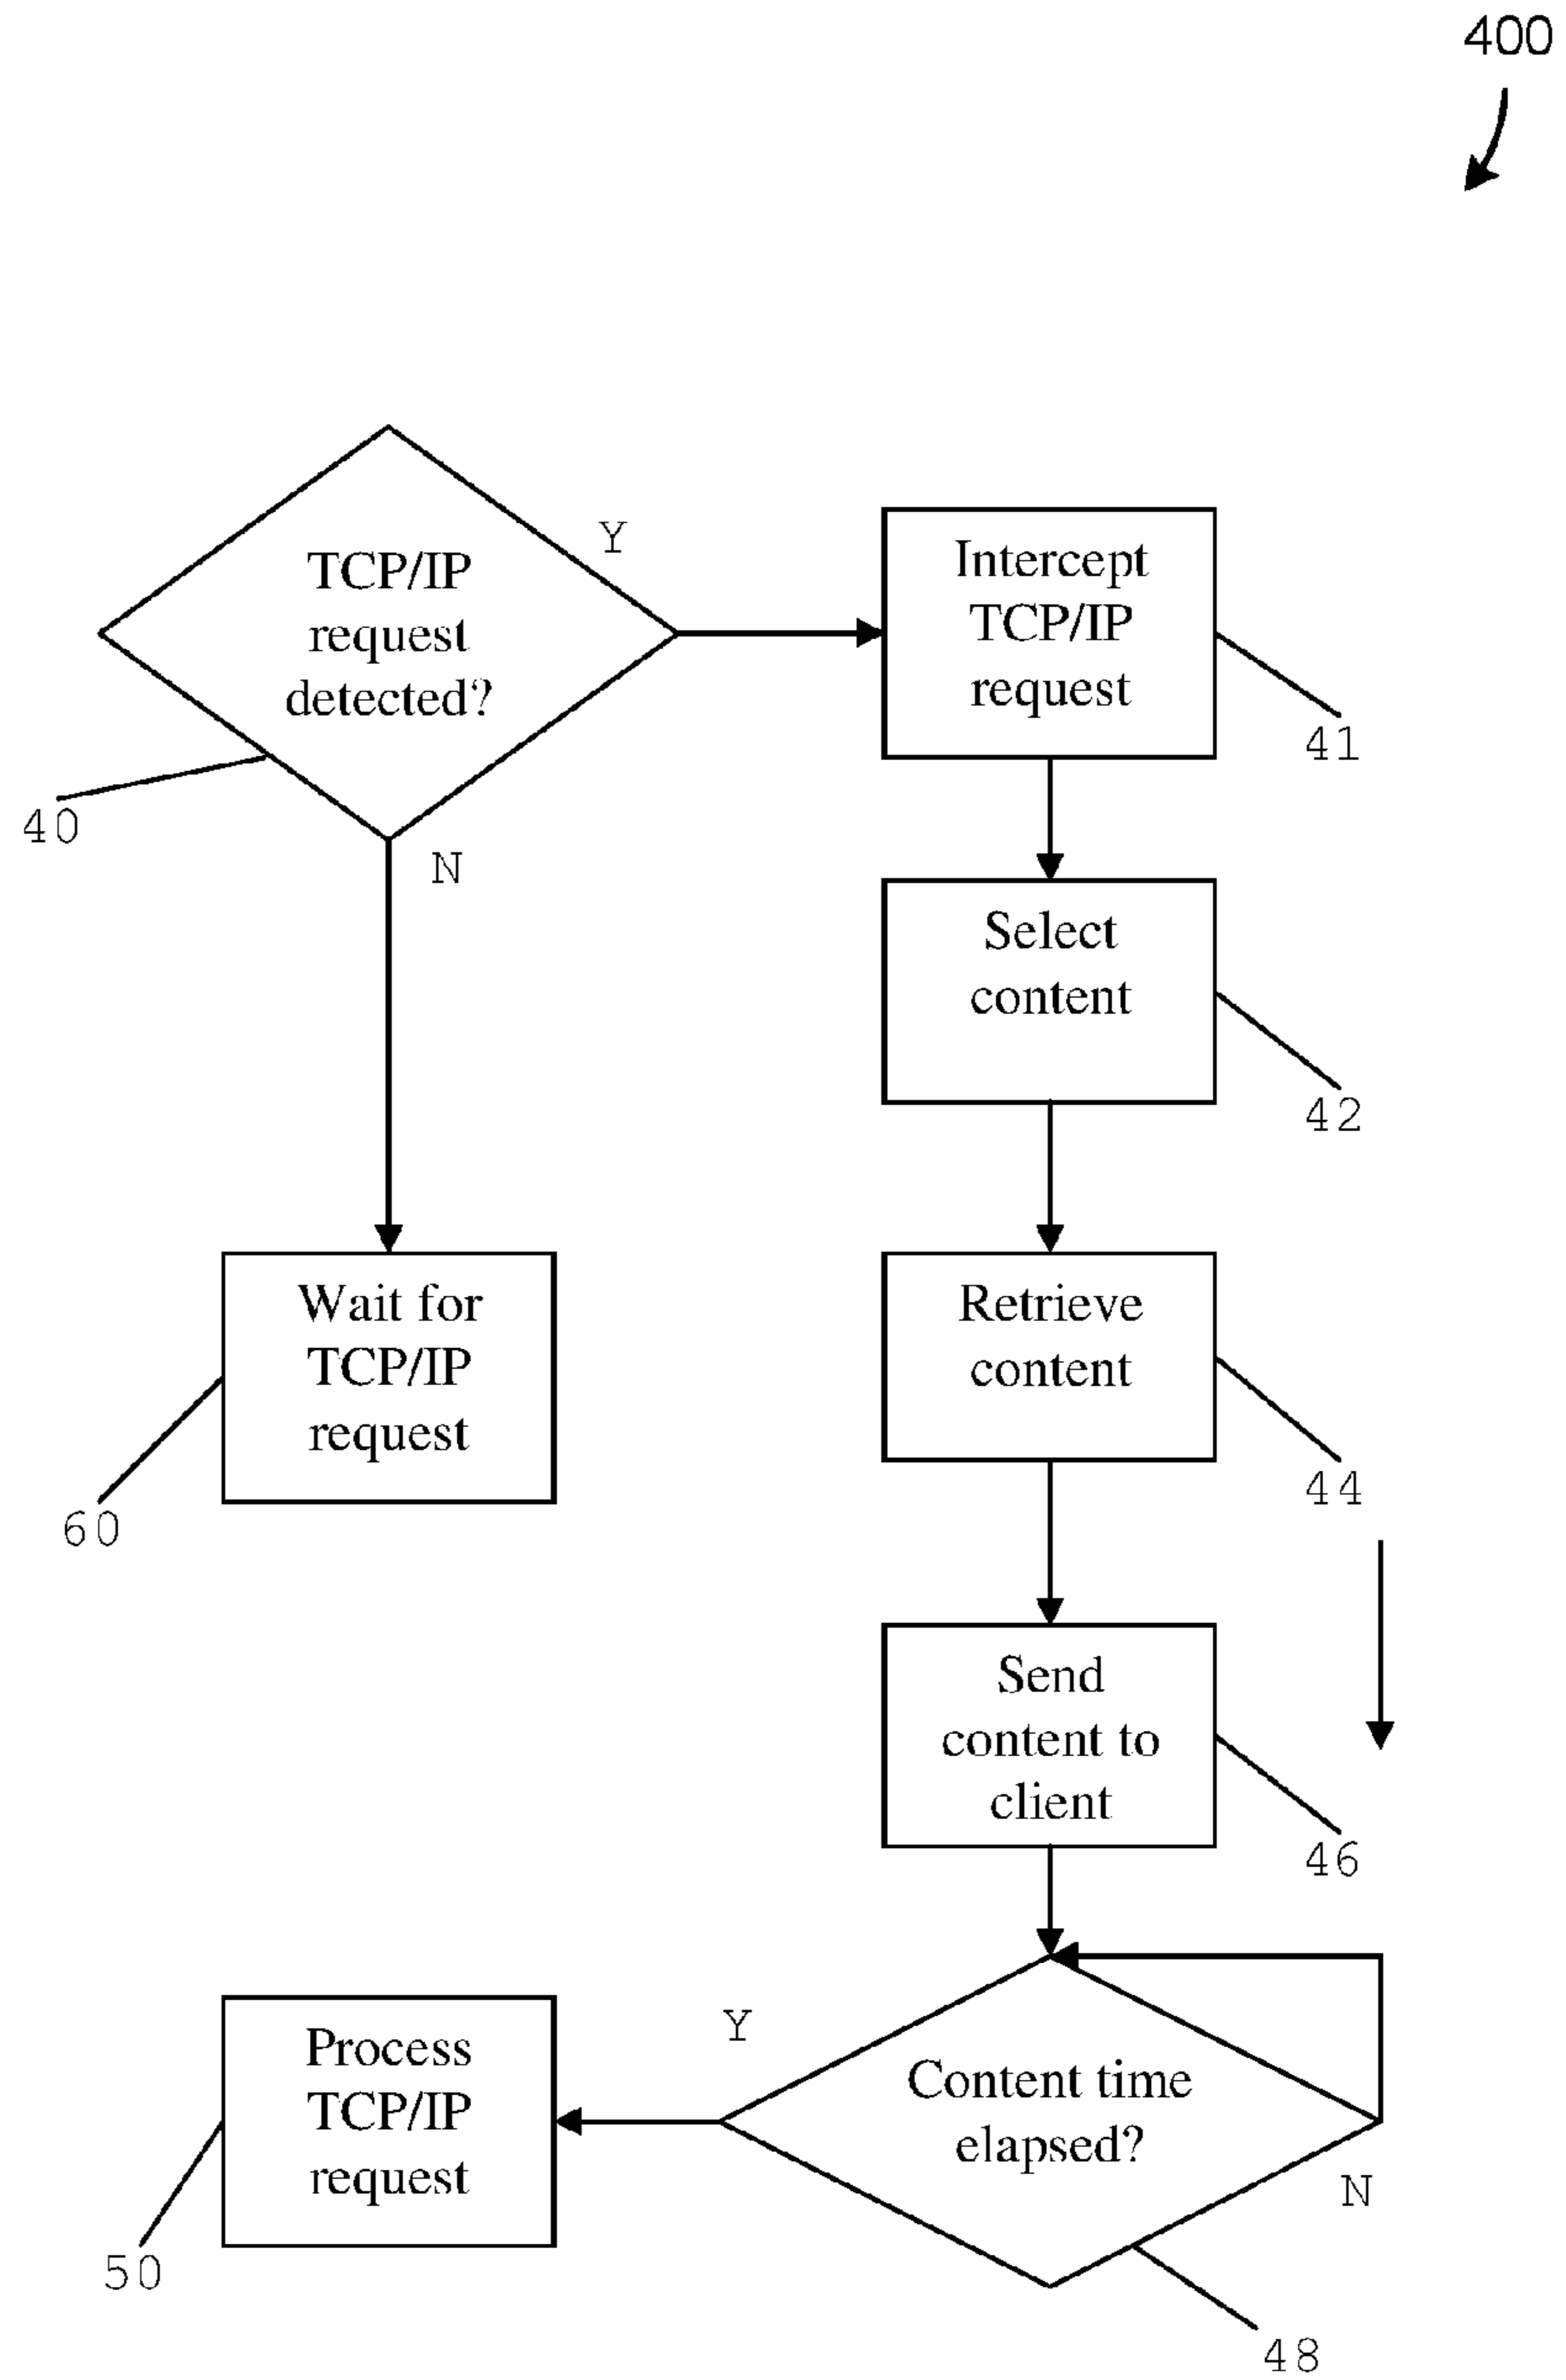 400
TCP/IP
request
detected?
Y
N
40
Intercept
TCP/IP
request
41
Select
content
42
Wait for
TCP/IP
request
60
Retrieve
content
44
Send
content to
client
46
Process
TCP/IP
request
50
Y
Content time
elapsed?
N
48